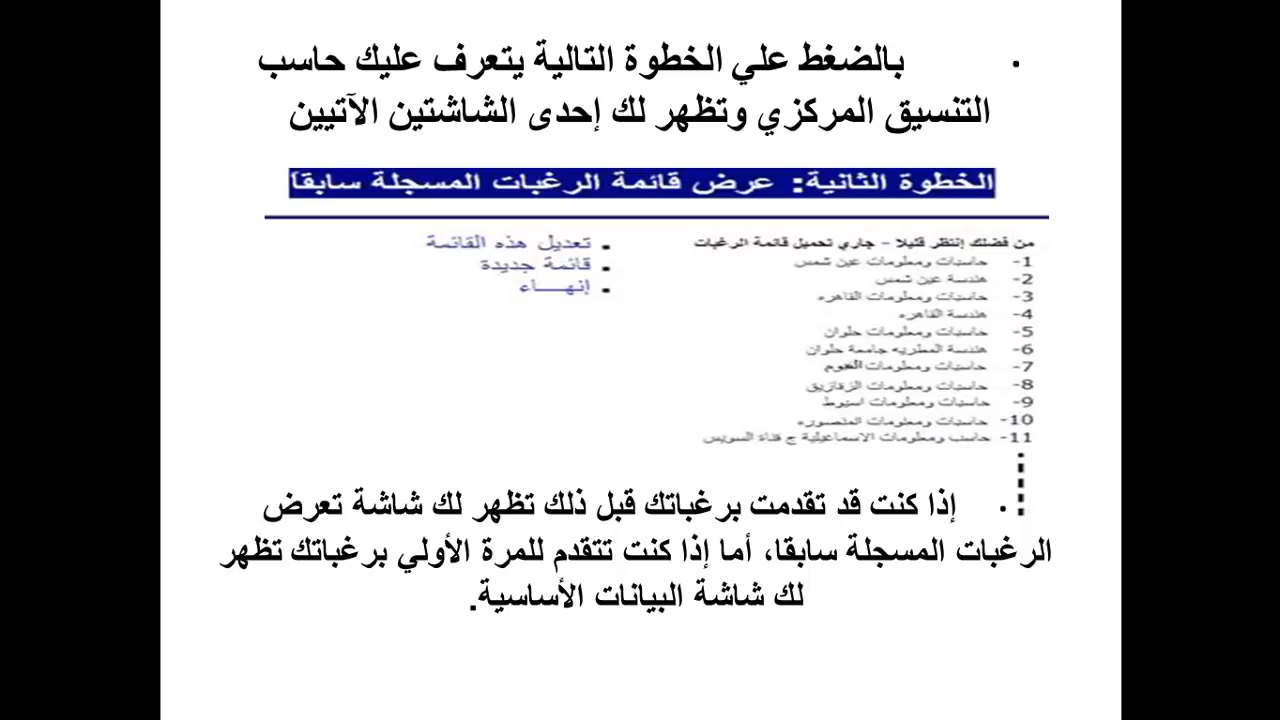 • بالضغط علي الخطوة التالية يتعرف عليك حاسب
التنسيق المركزي وتظهر لك إحدى الشاشتين الآتيين
الخطوة الثانية: عرض قائمة الرغبات المسجلة سابقاً
من فضلك إنتظر قليلا - جاري تحميل قائمة الرغبات
1- حاسبات ومعلومات عين شمس
2- هندسة عين شمس
3- حاسبات ومعلومات القاهره
4- هندسة القاهره
5- حاسبات ومعلومات حلوان
6- هندسة المطريه جامعة حلوان
7- حاسبات ومعلومات الفيوم
8- حاسبات ومعلومات الزقازيق
9- حاسبات ومعلومات اسيوط
10- حاسبات ومعلومات المنصوره
11- حاسب ومعلومات الاسماعيلية ج قناة السويس
• تعديل هذه القائمة
• قائمة جديدة
• إنهـــاء
• إذا كنت قد تقدمت برغباتك قبل ذلك تظهر لك شاشة تعرض
الرغبات المسجلة سابقا، أما إذا كنت تتقدم للمرة الأولي برغباتك تظهر
لك شاشة البيانات الأساسية.